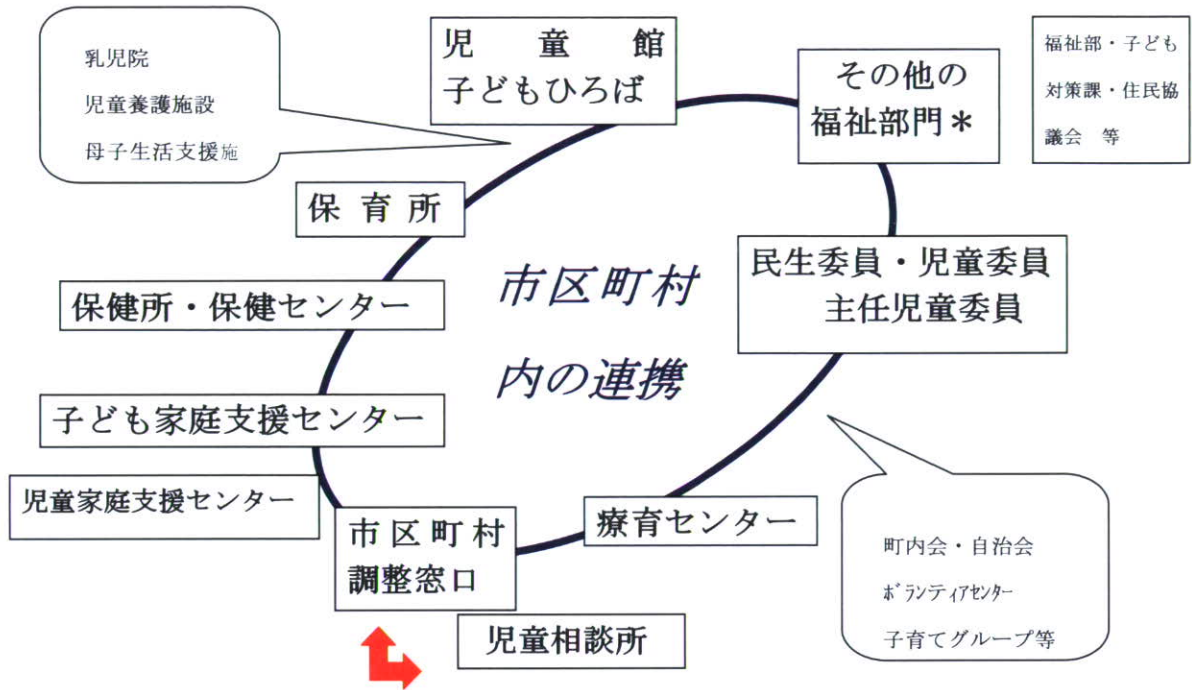 乳児院
児童養護施設
母子生活支援施
児童館
子どもひろば
その他の
福祉部門＊
福祉部・子ども
対策課・住民協
議会 等
保育所
民生委員・児童委員
主任児童委員
市区町村
内の連携
保健所・保健センター
子ども家庭支援センター
児童家庭支援センター
市区町村
調整窓口
療育センター
児童相談所
町内会・自治会
ﾎﾞﾗﾝﾃｨｱｾﾝﾀｰ
子育てグループ等